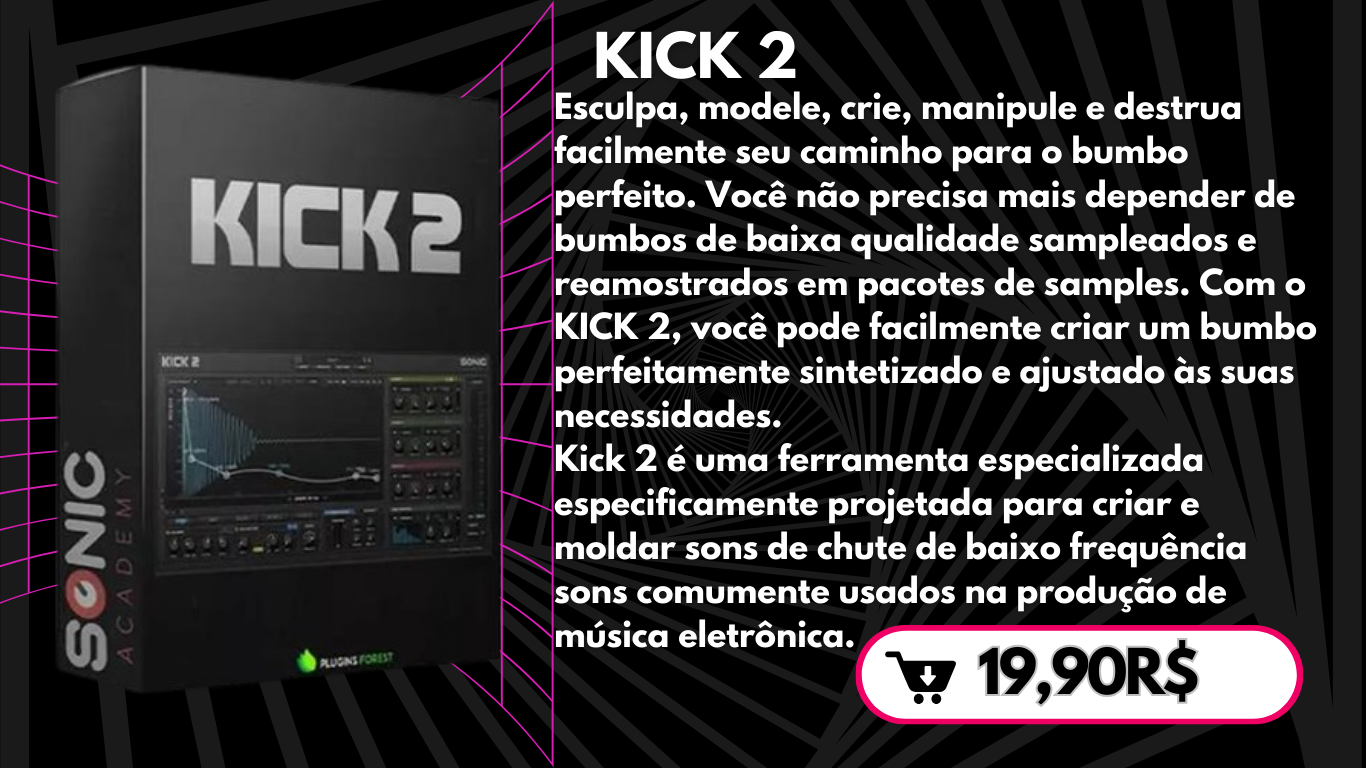 KICK 2
Esculpa, modele, crie, manipule e destrua
facilmente seu caminho para o bumbo
perfeito. Você não precisa mais depender de
bumbos de baixa qualidade sampleados e
reamostrados em pacotes de samples. Com o
KICK 2, você pode facilmente criar um bumbo
perfeitamente sintetizado e ajustado às suas
necessidades.
Kick 2 é uma ferramenta especializada
especificamente projetada para criar e
moldar sons de chute de baixo frequência
sons comumente usados na produção de
música eletrônica.
19,90R$
KICK 2
KICK 2
SONIC
SONIC
ACADEMY
PLUGINS FOREST